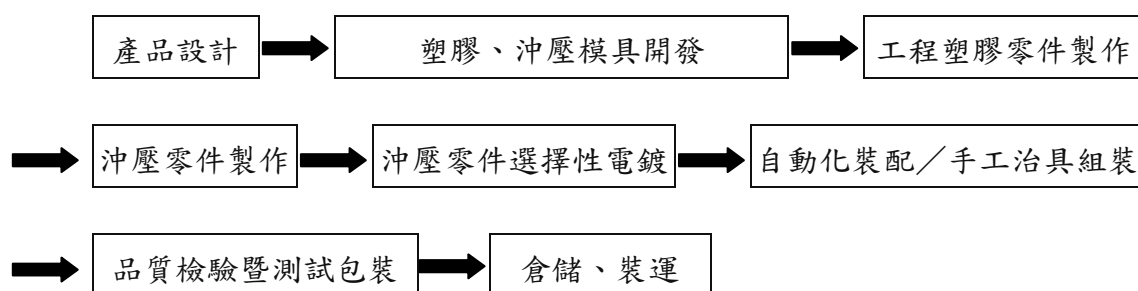 產品設計 塑膠、沖壓模具開發 工程塑膠零件製作
沖壓零件製作 沖壓零件選擇性電鍍 自動化裝配／手工治具組裝
品質檢驗暨測試包裝 倉儲、裝運